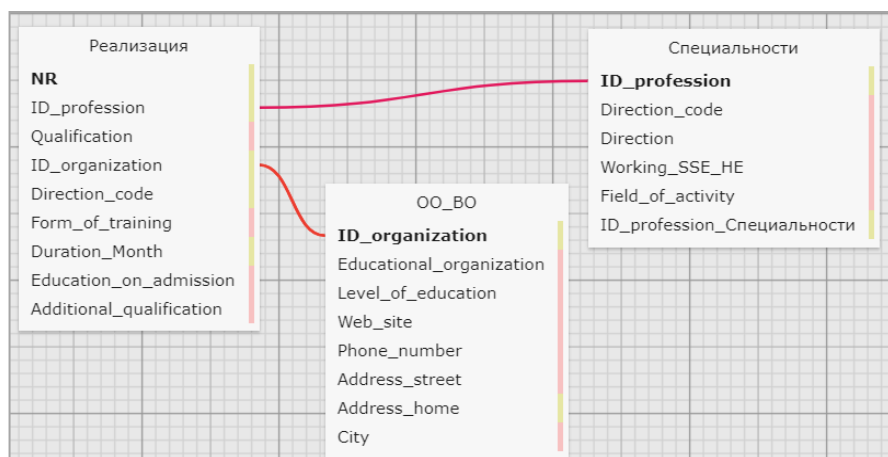 Реализация
NR
ID_profession
Qualification
ID_organization
Direction_code
Form_of_training
Duration_Month
Education_on_admission
Additional_qualification
OO_BO
ID_organization
Educational_organization
Level_of_education
Web_site
Phone_number
Address_street
Address_home
City
Специальности
ID_profession
Direction_code
Direction
Working_SSE_HE
Field_of_activity
ID_profession_Специальности